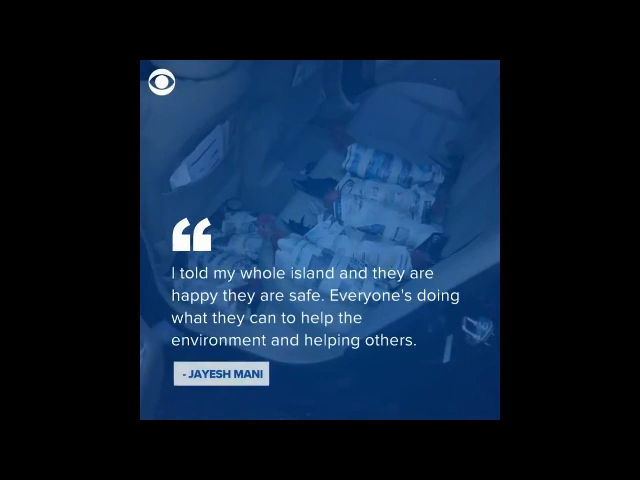 “
I told my whole island and they are
happy they are safe. Everyone's doing
what they can to help the
environment and helping others.
- JAYESH MANI